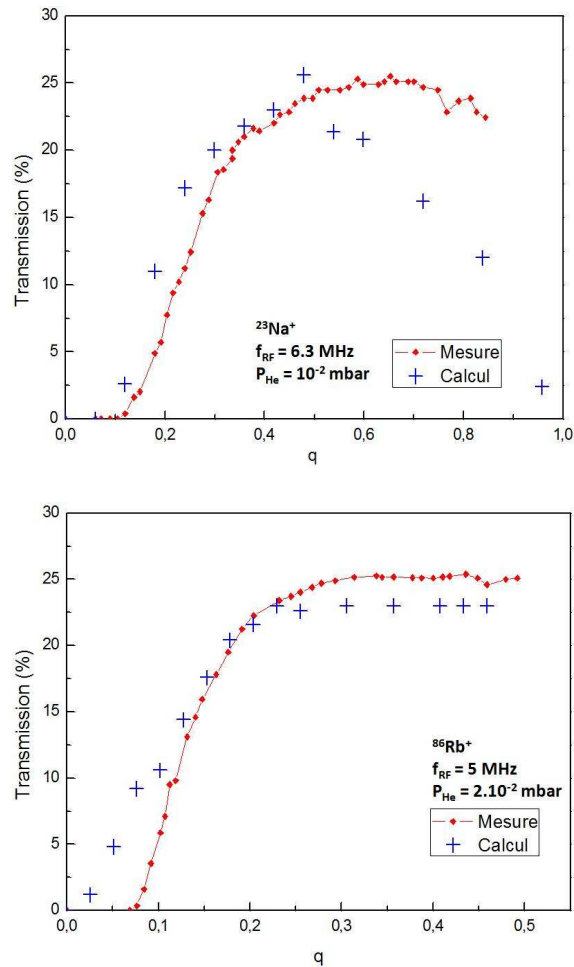 30
25
20
15
10
5
0
Transmission (%)
²³Na⁺
f_RF = 6.3 MHz
P_He = 10⁻² mbar
Mesure
Calcul
0,0 0,2 0,4 0,6 0,8 1,0
q
30
25
20
15
10
5
0
Transmission (%)
⁸⁶Rb⁺
f_RF = 5 MHz
P_He = 2.10⁻² mbar
Mesure
Calcul
0,0 0,1 0,2 0,3 0,4 0,5
q